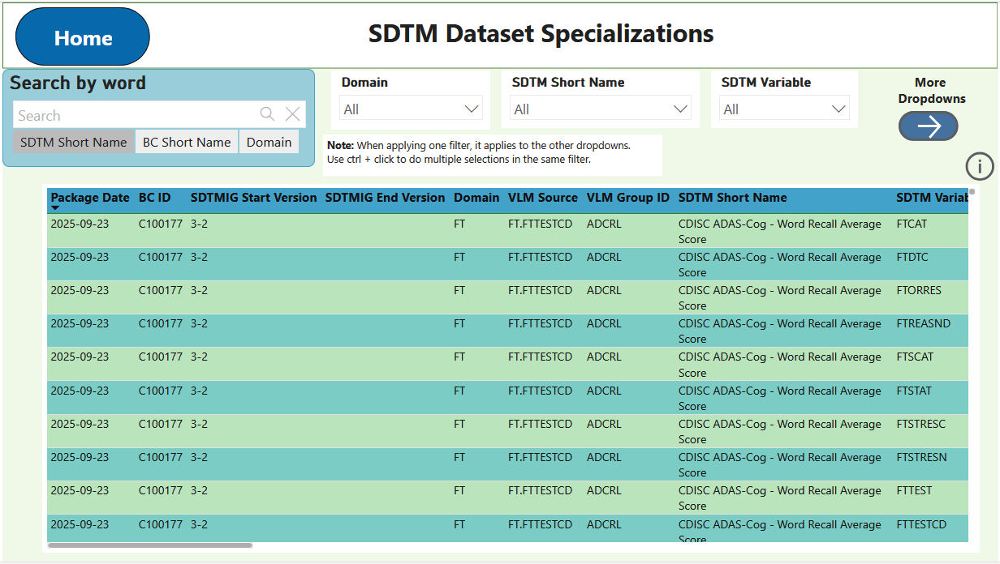 Home
SDTM Dataset Specializations
Search by word
Search
SDTM Short Name BC Short Name Domain
Domain
All
SDTM Short Name
All
SDTM Variable
All
More
Dropdowns
Note: When applying one filter, it applies to the other dropdowns.
Use ctrl + click to do multiple selections in the same filter.
i
Package Date BC ID SDTMIG Start Version SDTMIG End Version Domain VLM Source VLM Group ID SDTM Short Name SDTM Variab
2025-09-23 C100177 3-2 FT FT.FTTESTCD ADCRL CDISC ADAS-Cog - Word Recall Average FTCAT
Score
2025-09-23 C100177 3-2 FT FT.FTTESTCD ADCRL CDISC ADAS-Cog - Word Recall Average FTDTC
Score
2025-09-23 C100177 3-2 FT FT.FTTESTCD ADCRL CDISC ADAS-Cog - Word Recall Average FTORRES
Score
2025-09-23 C100177 3-2 FT FT.FTTESTCD ADCRL CDISC ADAS-Cog - Word Recall Average FTREASND
Score
2025-09-23 C100177 3-2 FT FT.FTTESTCD ADCRL CDISC ADAS-Cog - Word Recall Average FTSCAT
Score
2025-09-23 C100177 3-2 FT FT.FTTESTCD ADCRL CDISC ADAS-Cog - Word Recall Average FTSTAT
Score
2025-09-23 C100177 3-2 FT FT.FTTESTCD ADCRL CDISC ADAS-Cog - Word Recall Average FTSTRESC
Score
2025-09-23 C100177 3-2 FT FT.FTTESTCD ADCRL CDISC ADAS-Cog - Word Recall Average FTSTRESN
Score
2025-09-23 C100177 3-2 FT FT.FTTESTCD ADCRL CDISC ADAS-Cog - Word Recall Average FTTEST
Score
2025-09-23 C100177 3-2 FT FT.FTTESTCD ADCRL CDISC ADAS-Cog - Word Recall Average FTTESTCD
Score